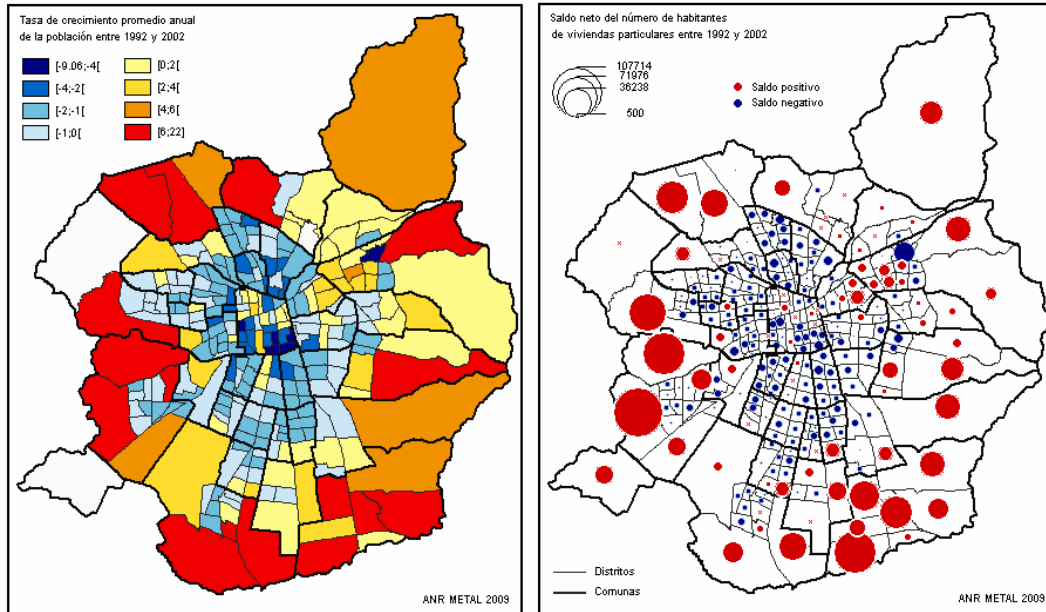 Tasa de crecimiento promedio anual
de la población entre 1992 y 2002
[-9.06;-4[
[0;2[
[-4;-2[
[2;4[
[-2;-1[
[4;6[
[-1;0[
[6;22]
ANR METAL 2009
Saldo neto del número de habitantes
de viviendas particulares entre 1992 y 2002
107714
71976
36238
500
Saldo positivo
Saldo negativo
Distritos
Comunas
ANR METAL 2009